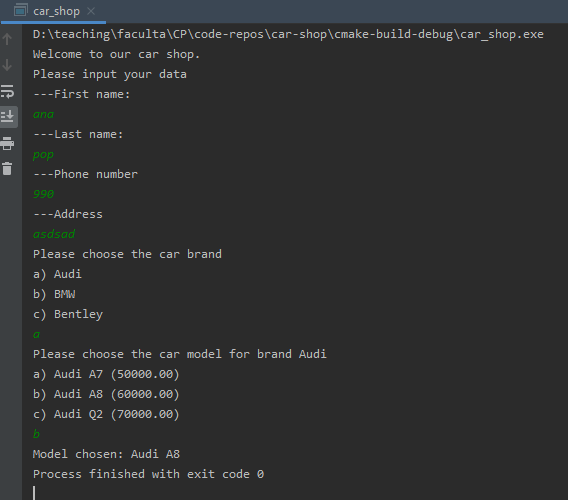 car_shop
D:\teaching\faculta\CP\code-repos\car-shop\cmake-build-debug\car_shop.exe
Welcome to our car shop.
Please input your data
---First name:
ana
---Last name:
pop
---Phone number
990
---Address
asdsad
Please choose the car brand
a) Audi
b) BMW
c) Bentley
a
Please choose the car model for brand Audi
a) Audi A7 (50000.00)
b) Audi A8 (60000.00)
c) Audi Q2 (70000.00)
b
Model chosen: Audi A8
Process finished with exit code 0